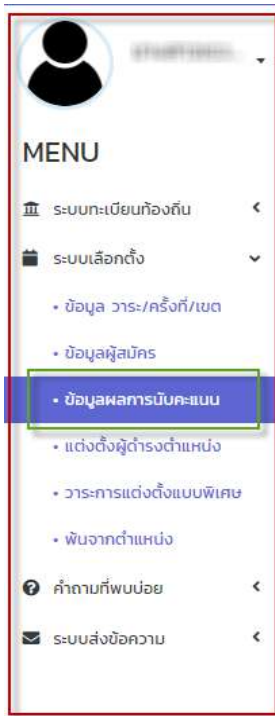 MENU
ระบบทะเบียนท้องถิ่น
ระบบเลือกตั้ง
• ข้อมูล วาระ/ครั้งที่/เขต
• ข้อมูลผู้สมัคร
• ข้อมูลผลการนับคะแนน
• แต่งตั้งผู้ดำรงตำแหน่ง
• วาระการแต่งตั้งแบบพิเศษ
• พ้นจากตำแหน่ง
คำถามที่พบบ่อย
ระบบส่งข้อความ